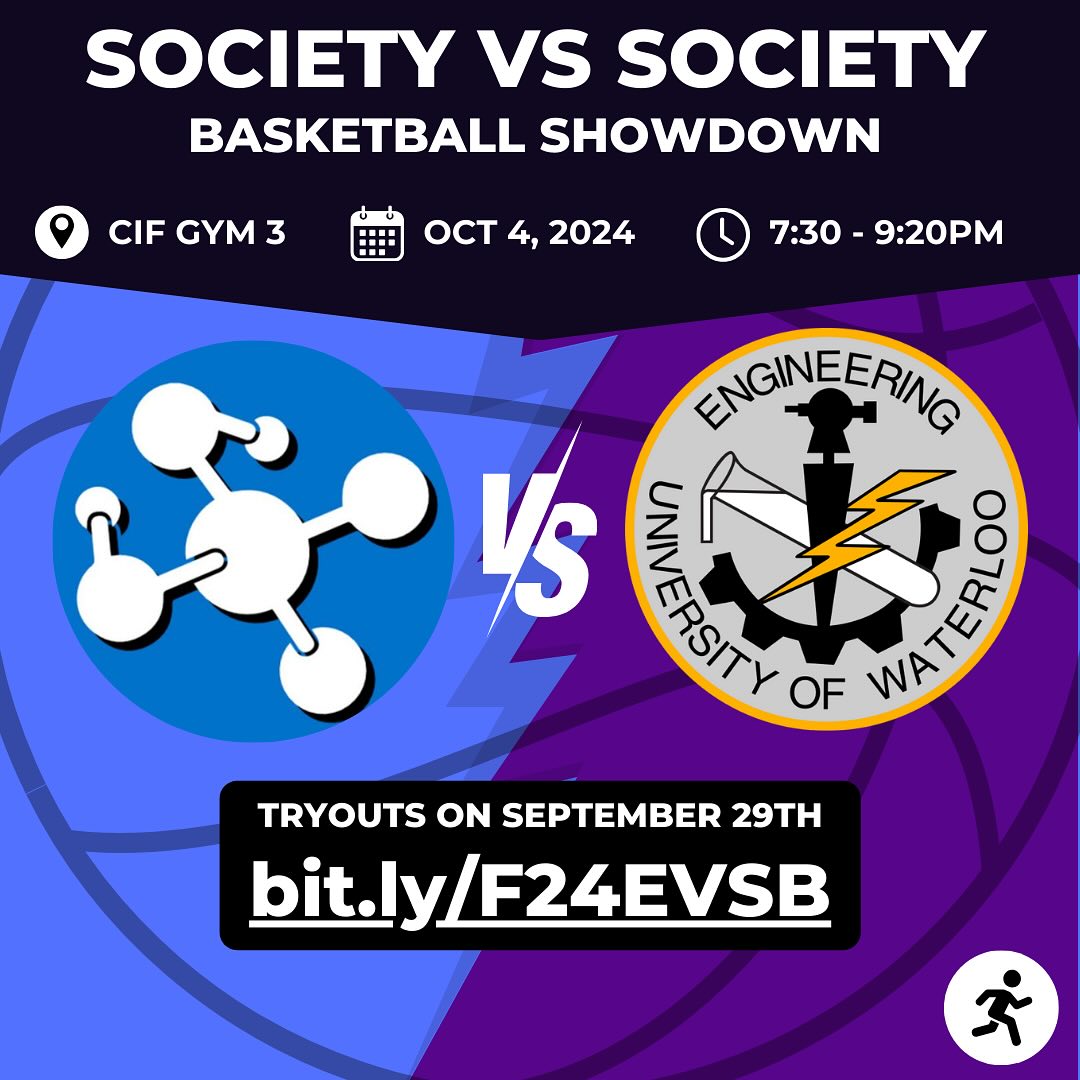 SOCIETY VS SOCIETY
BASKETBALL SHOWDOWN
CIF GYM 3
OCT 4, 2024
7:30 - 9:20PM
VS
ENGINEERING
UNIVERSITY OF WATERLOO
TRYOUTS ON SEPTEMBER 29TH
bit.ly/F24EVSB